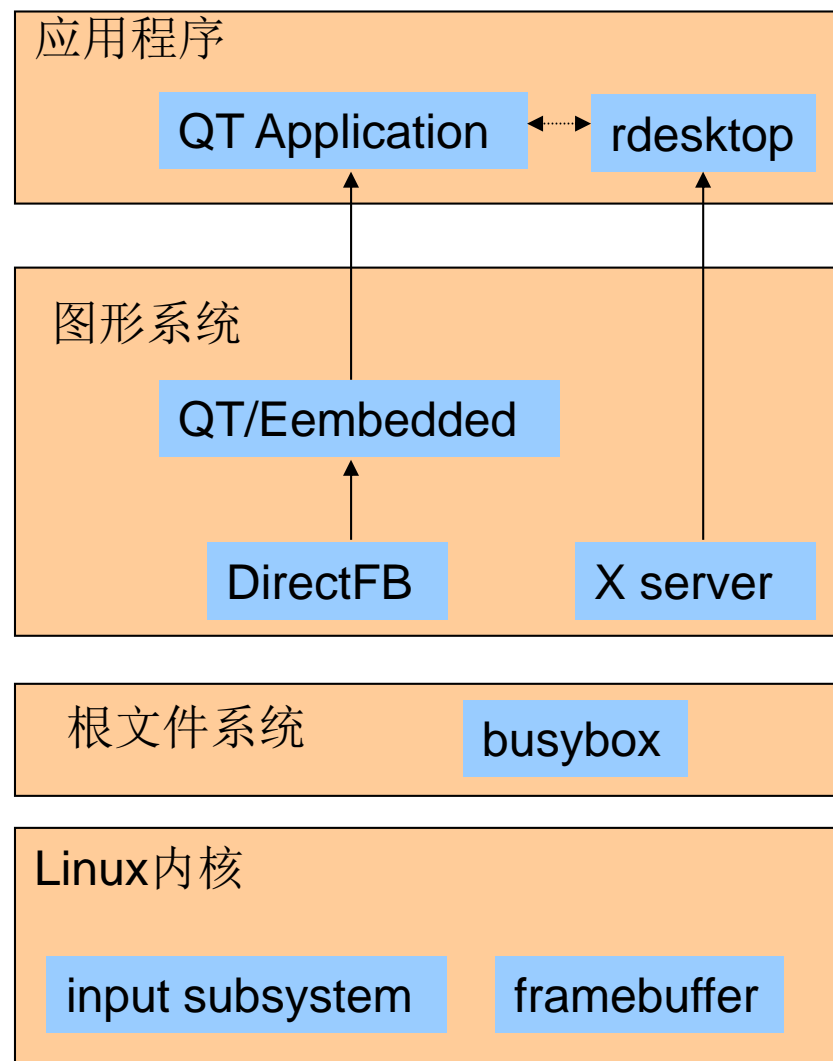 应用程序
QT Application
rdesktop
图形系统
QT/Eembedded
DirectFB
X server
根文件系统
busybox
Linux内核
input subsystem
framebuffer